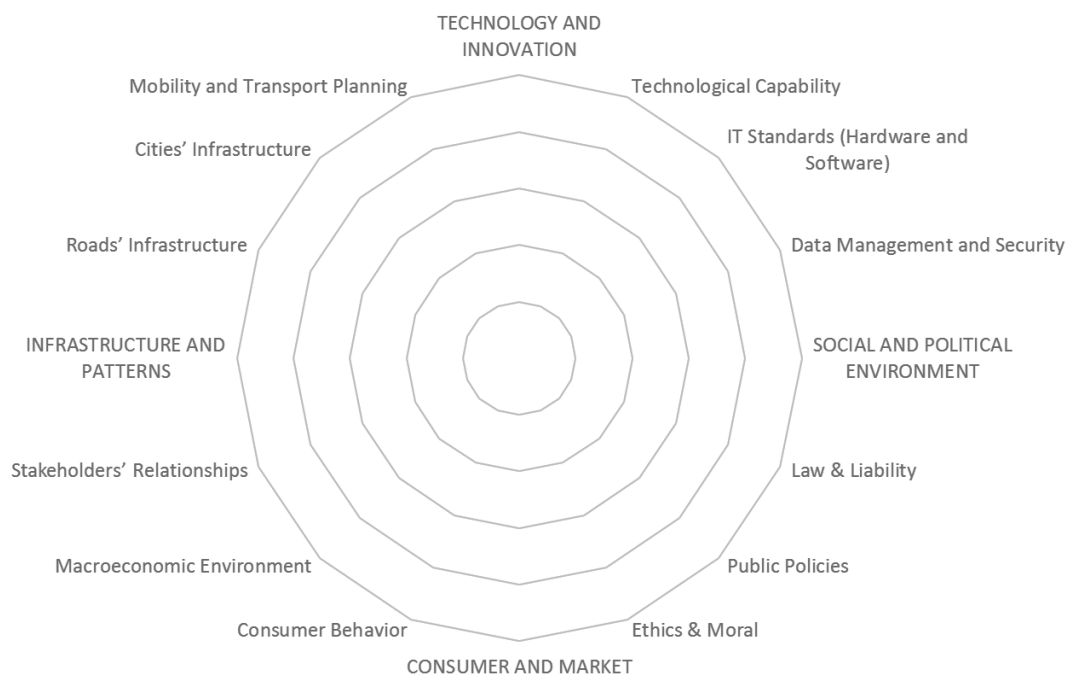 TECHNOLOGY AND
INNOVATION
Technological Capability
IT Standards (Hardware and
Software)
Data Management and Security
SOCIAL AND POLITICAL
ENVIRONMENT
Law & Liability
Public Policies
Ethics & Moral
CONSUMER AND MARKET
Consumer Behavior
Macroeconomic Environment
Stakeholders’ Relationships
INFRASTRUCTURE AND
PATTERNS
Roads’ Infrastructure
Cities’ Infrastructure
Mobility and Transport Planning